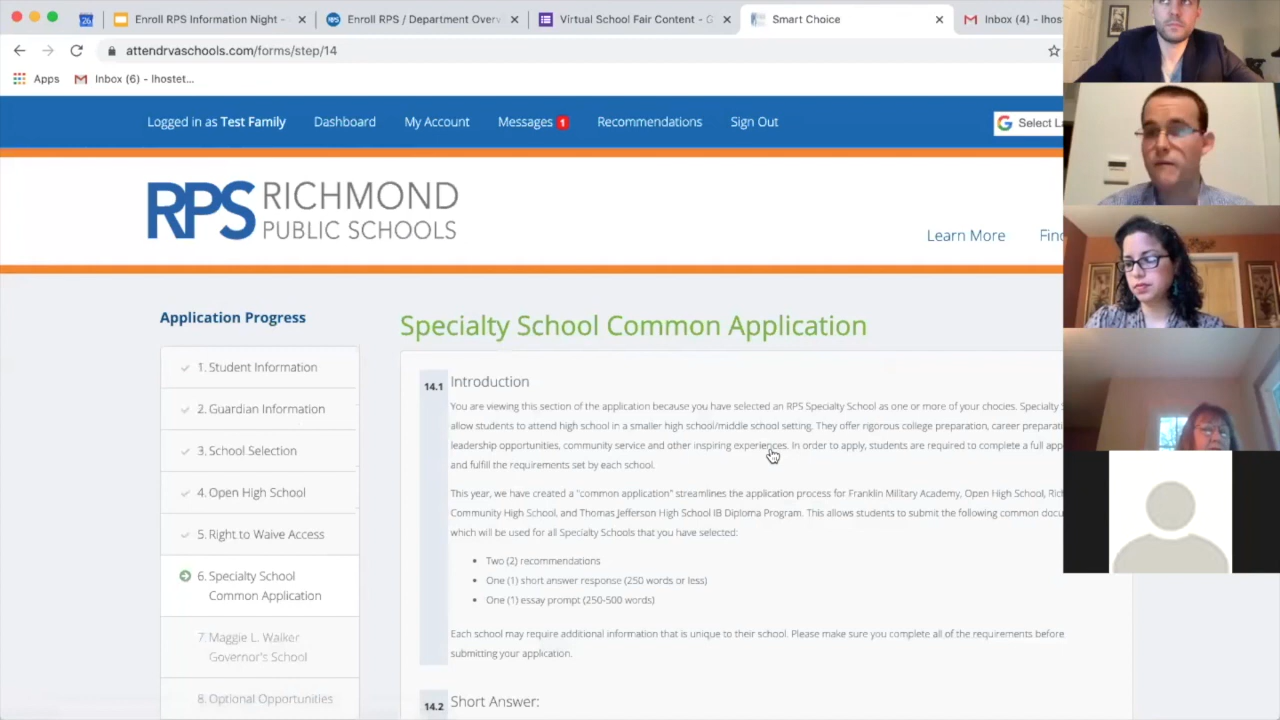 Enroll RPS Information Night -
Enroll RPS / Department Overv
Virtual School Fair Content - G
Smart Choice
Inbox (4) - lhos
attendrvaschools.com/forms/step/14
Apps
Inbox (6) - lhostet...
Logged in as Test Family
Dashboard
My Account
Messages 1
Recommendations
Sign Out
Select La
RPS RICHMOND
PUBLIC SCHOOLS
Learn More
Find
Application Progress
1. Student Information
2. Guardian Information
3. School Selection
4. Open High School
5. Right to Waive Access
6. Specialty School
Common Application
7. Maggie L. Walker
Governor's School
8. Optional Opportunities
Specialty School Common Application
14.1 Introduction
You are viewing this section of the application because you have selected an RPS Specialty School as one or more of your chocies. Specialty S
allow students to attend high school in a smaller high school/middle school setting. They offer rigorous college preparation, career preparati
leadership opportunities, community service and other inspiring experiences. In order to apply, students are required to complete a full app
and fulfill the requirements set by each school.
This year, we have created a "common application" streamlines the application process for Franklin Military Academy, Open High School, Rich
Community High School, and Thomas Jefferson High School IB Diploma Program. This allows students to submit the following common docu
which will be used for all Specialty Schools that you have selected:
• Two (2) recommendations
• One (1) short answer response (250 words or less)
• One (1) essay prompt (250-500 words)
Each school may require additional information that is unique to their school. Please make sure you complete all of the requirements before
submitting your application.
14.2 Short Answer: